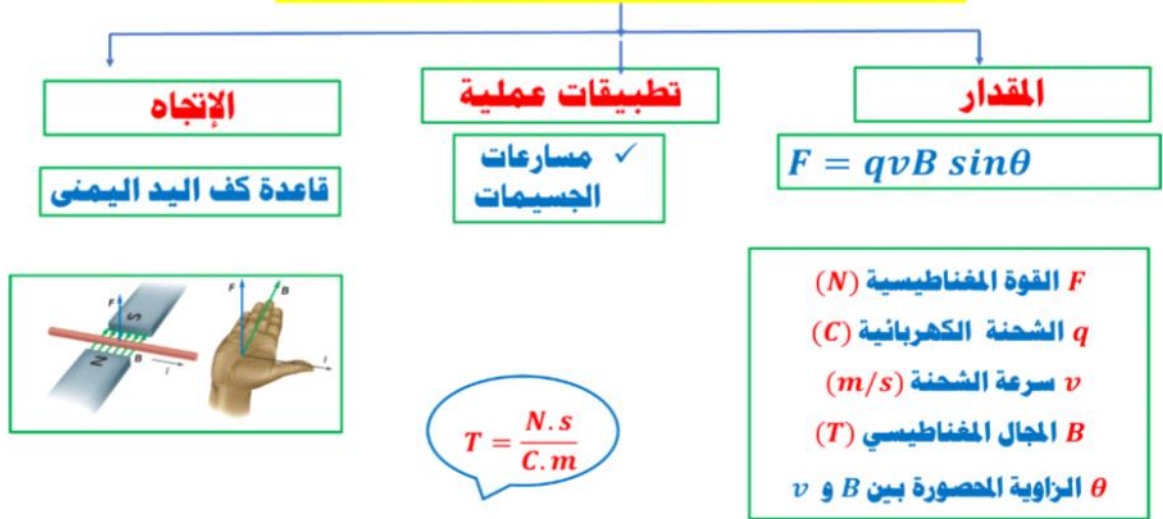 المقدار
F = qvB sinθ
F القوة المغناطيسية (N)
q الشحنة الكهربائية (C)
v سرعة الشحنة (m/s)
B المجال المغناطيسي (T)
θ الزاوية المحصورة بين B و v
تطبيقات عملية
✓ مسارعات
الجسيمات
T = N.s / C.m
الإتجاه
قاعدة كف اليد اليمنى
F
S
N
B
I
F
B
I